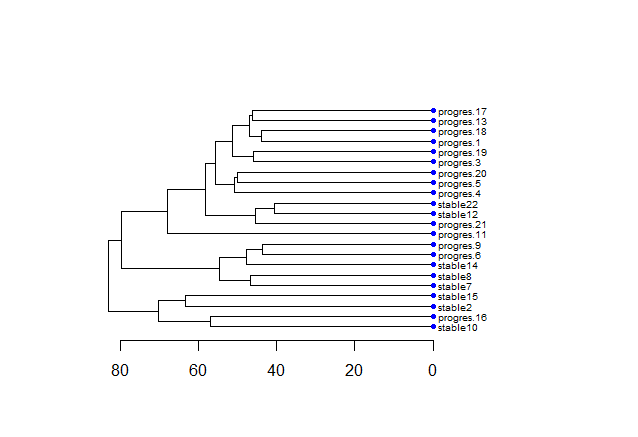 progres.17
progres.13
progres.18
progres.1
progres.19
progres.3
progres.20
progres.5
progres.4
stable22
stable12
progres.21
progres.11
progres.9
progres.6
stable14
stable8
stable7
stable15
stable2
progres.16
stable10
80 60 40 20 0